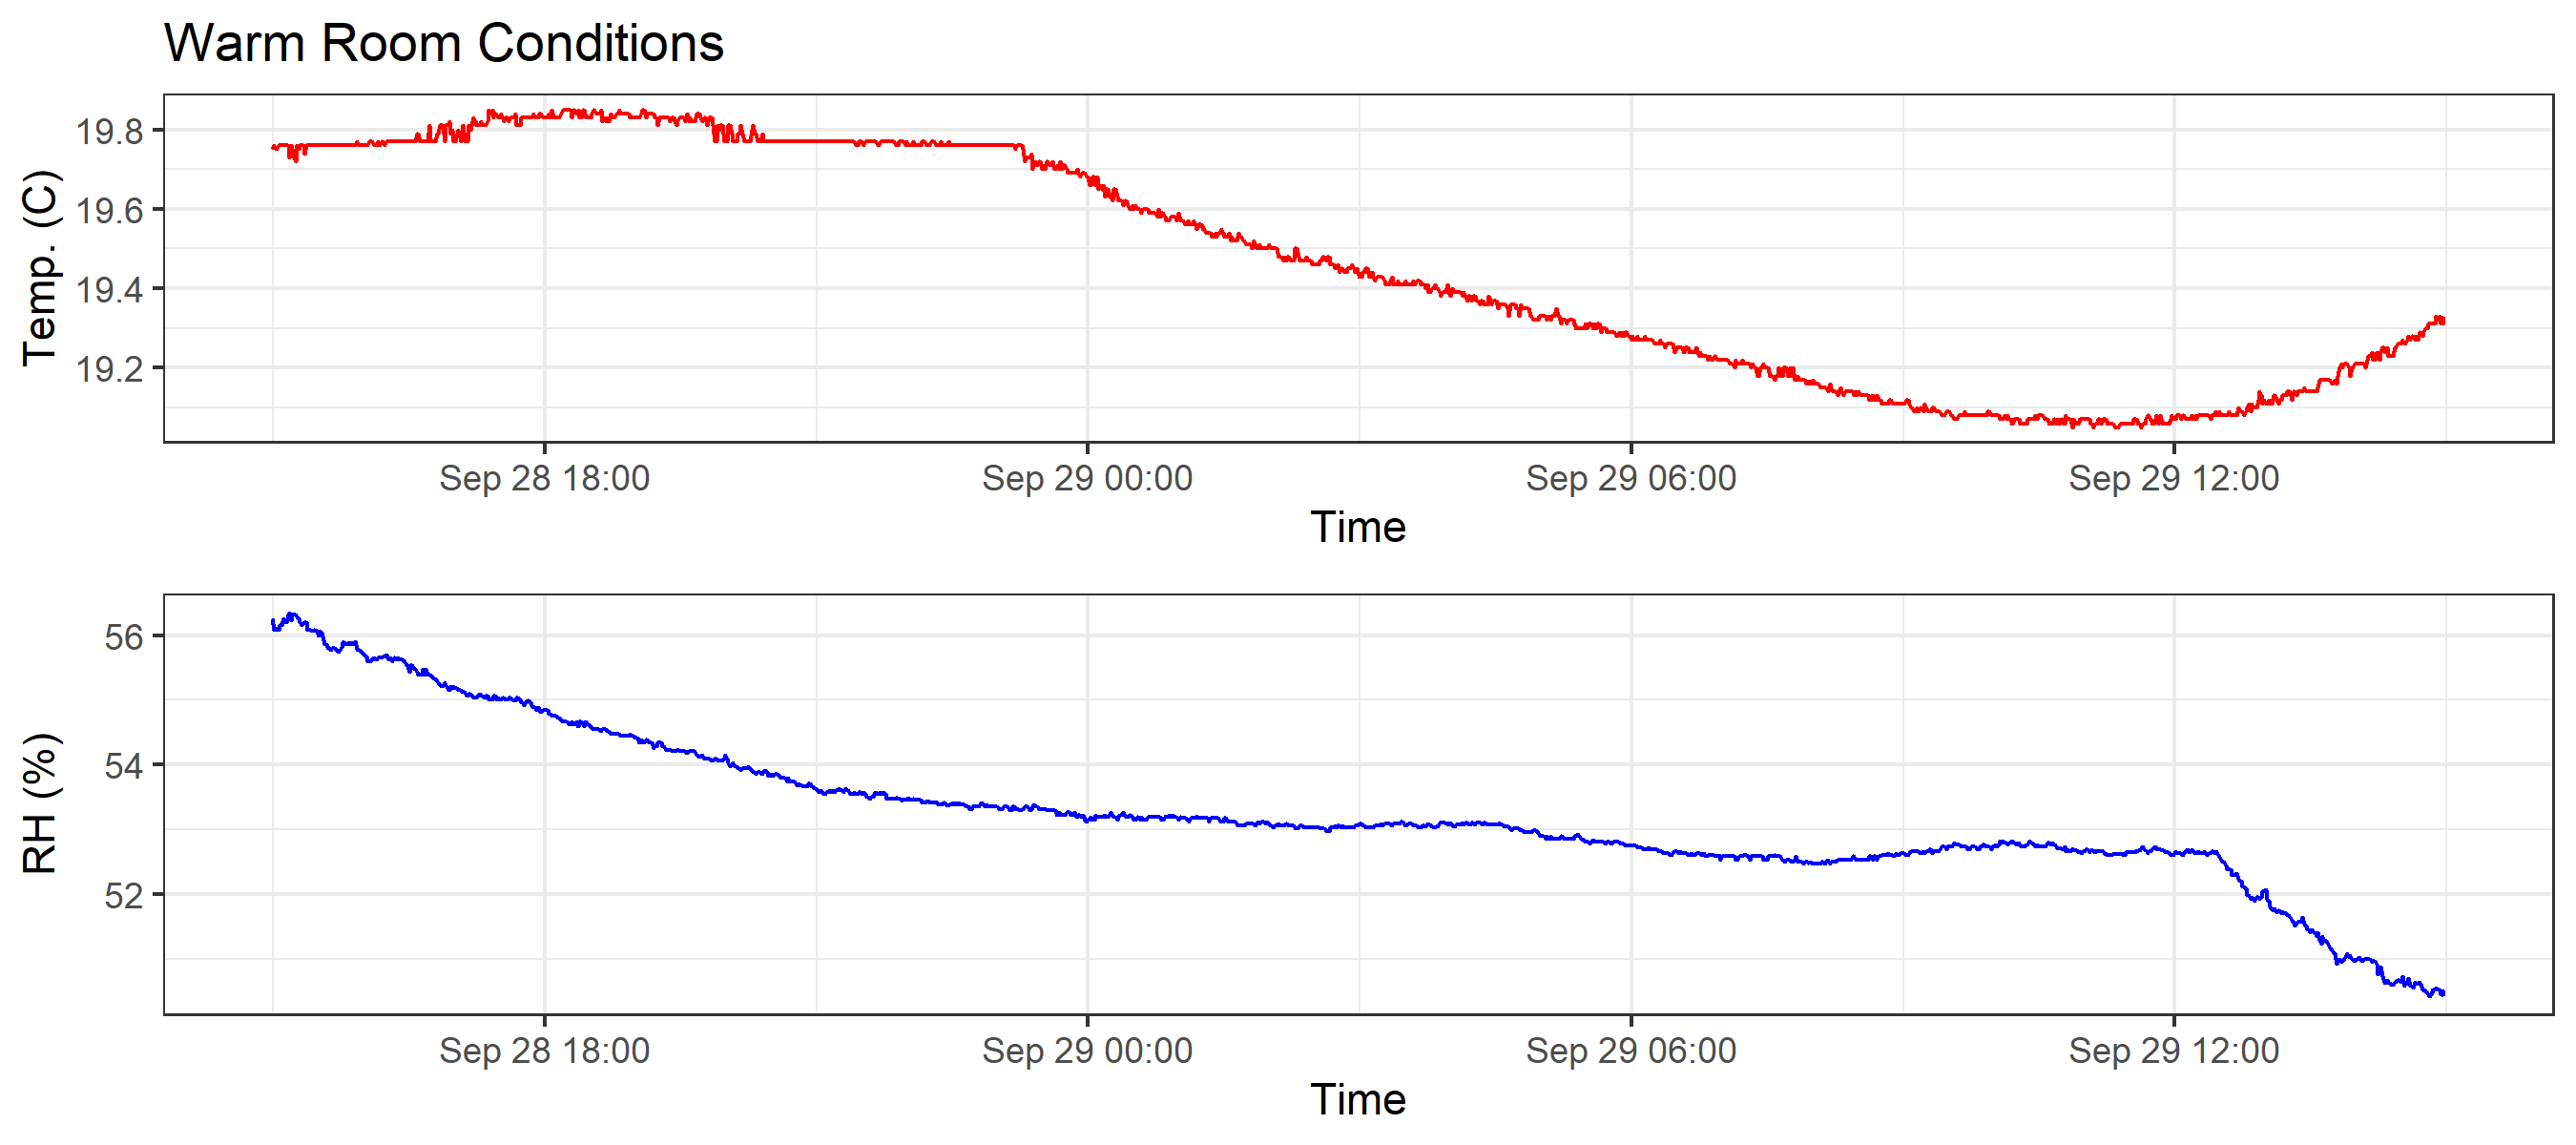 Warm Room Conditions
Temp. (C)
19.8
19.6
19.4
19.2
Sep 28 18:00 Sep 29 00:00 Sep 29 06:00 Sep 29 12:00
Time
RH (%)
56
54
52
Sep 28 18:00 Sep 29 00:00 Sep 29 06:00 Sep 29 12:00
Time